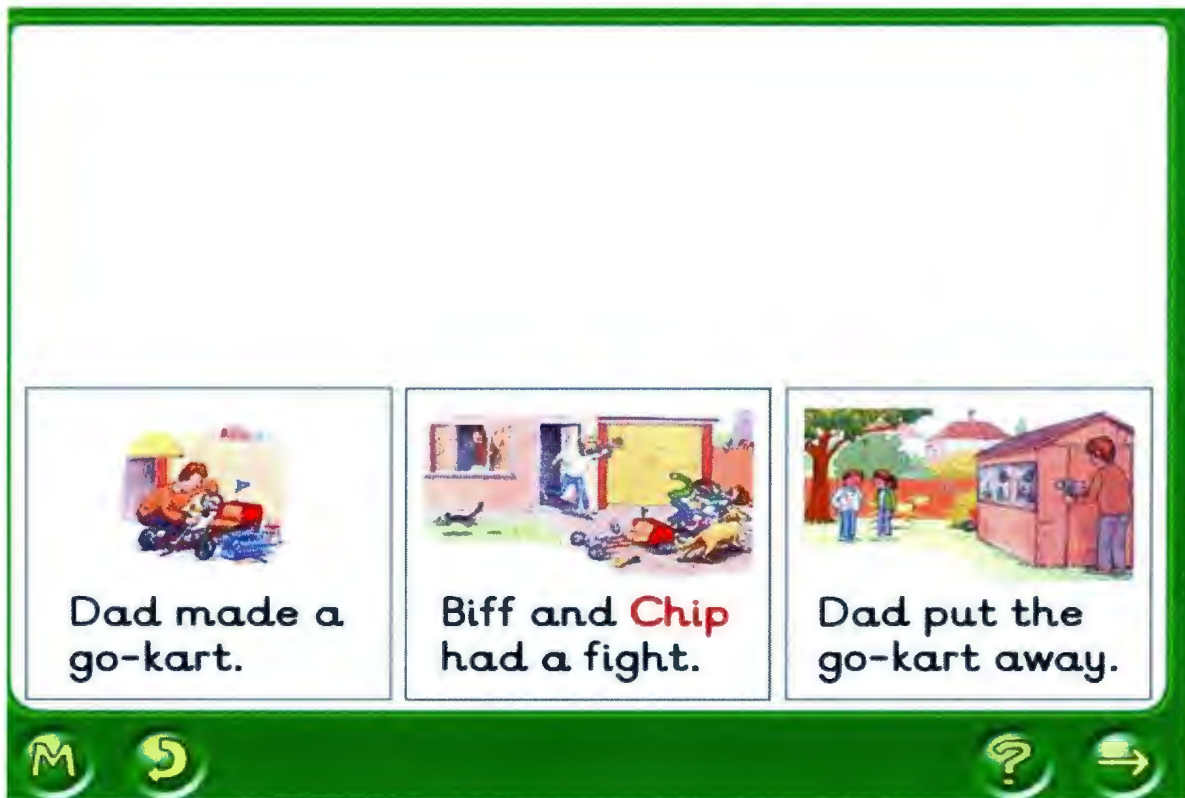 Dad made a
go-kart.
Biff and Chip
had a fight.
Dad put the
go-kart away.
M
?